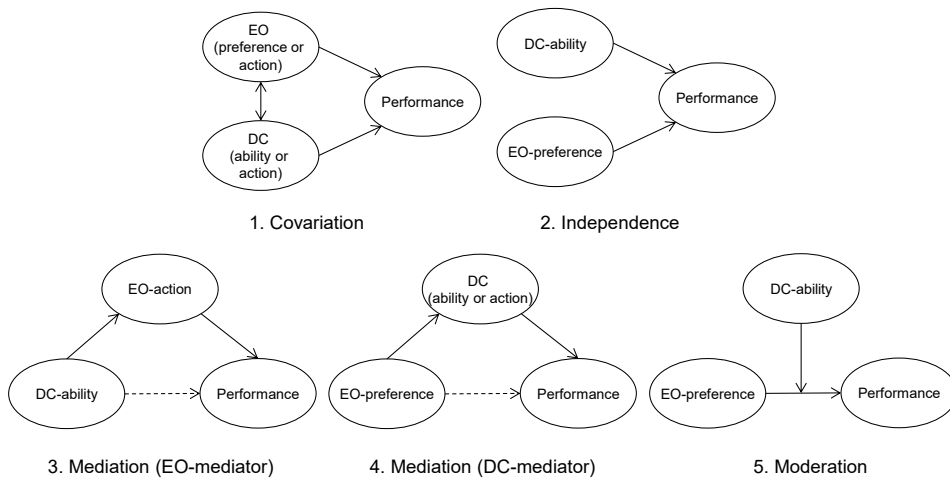 EO
(preference or
action)
Performance
DC
(ability or
action)
1. Covariation
DC-ability
Performance
EO-preference
2. Independence
EO-action
DC-ability
Performance
3. Mediation (EO-mediator)
DC
(ability or action)
EO-preference
Performance
4. Mediation (DC-mediator)
DC-ability
EO-preference
Performance
5. Moderation